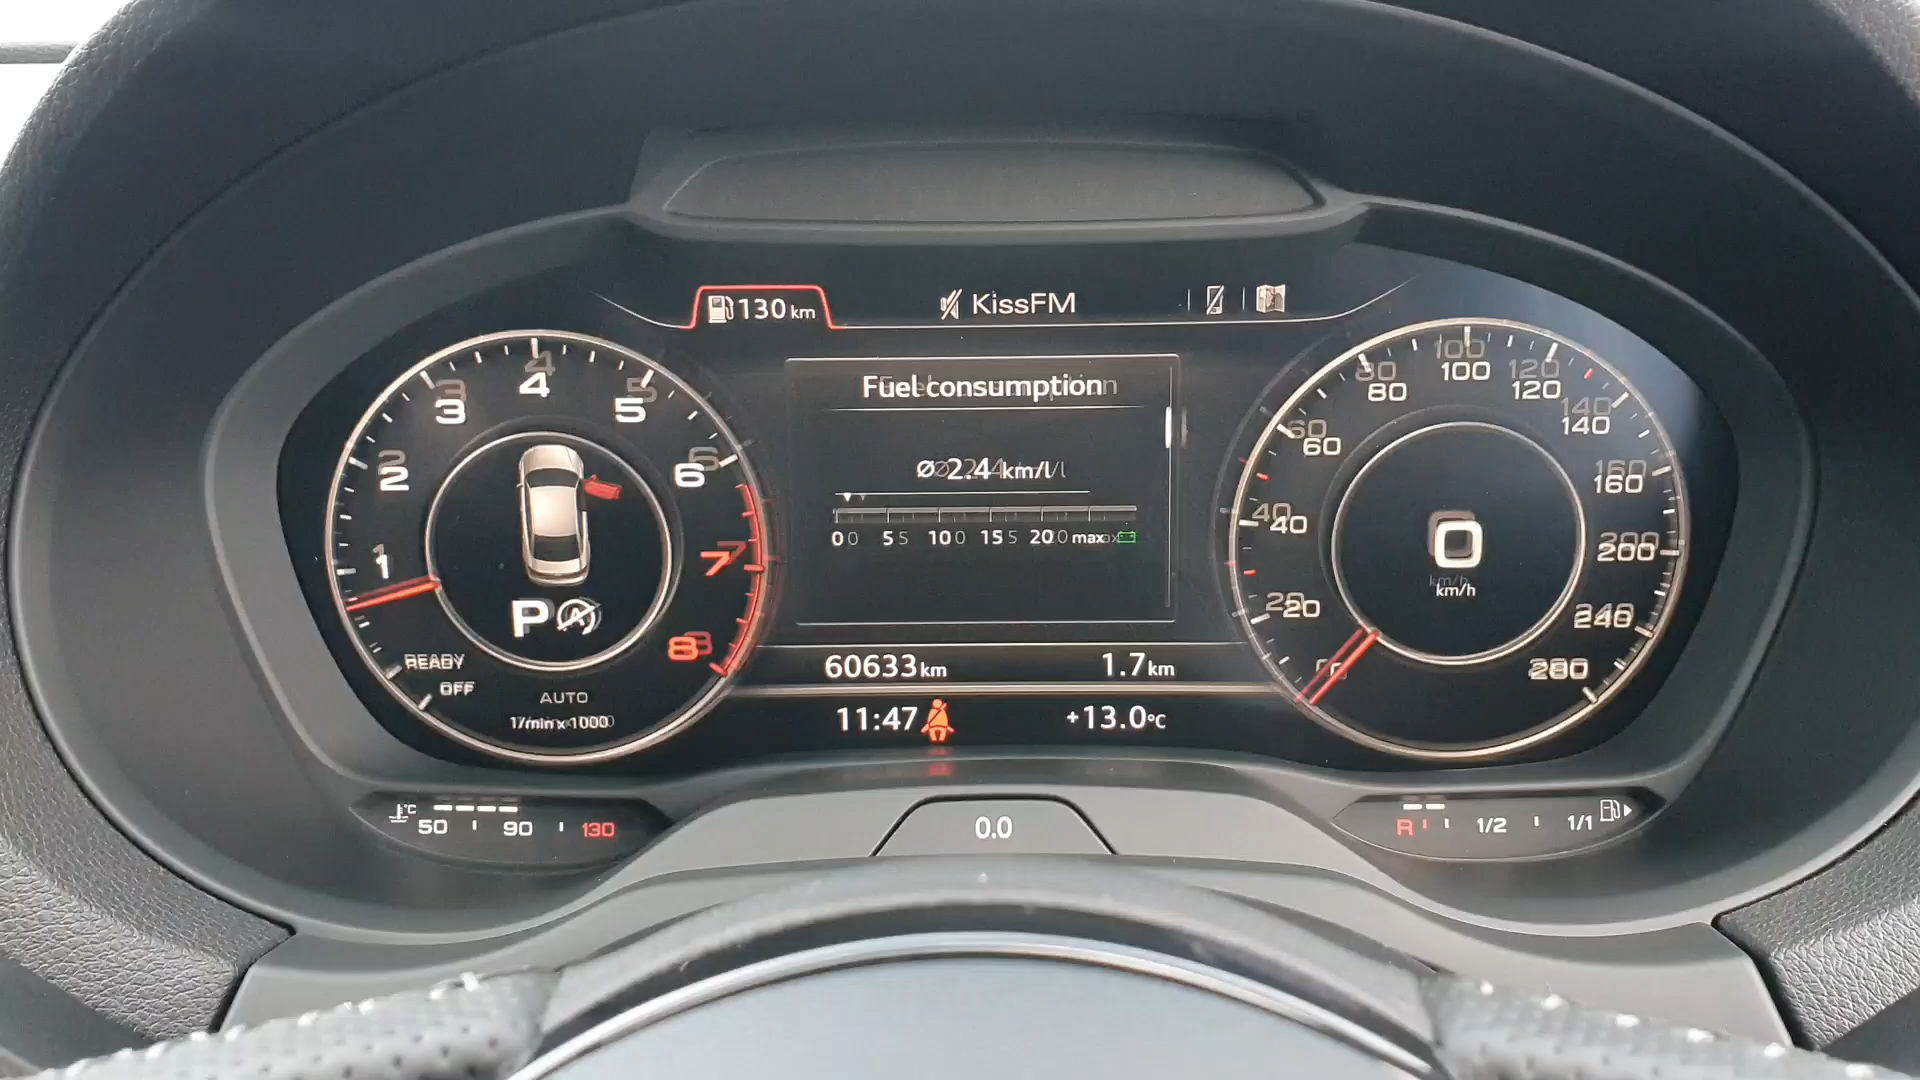 130 km
KissFM
1
2
3
4
5
6
7
8
READY
OFF
P A
AUTO
1/min x 1000
Fuel consumption
Ø 2.4 km/l
0 5 10 15 20 max
60633 km 1.7 km
11:47 +13.0 °C
20
40
60
80
100
120
140
160
200
240
280
0
km/h
°C
50 90 130
0.0
R 1/2 1/1